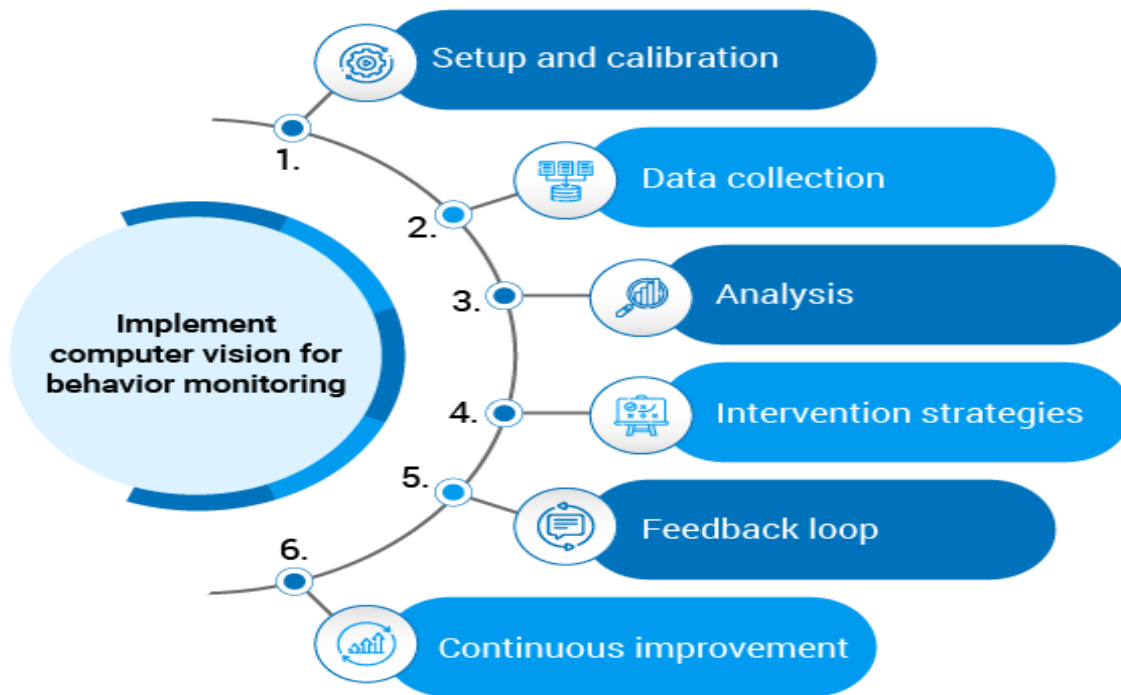 Setup and calibration
1.
Data collection
2.
Analysis
3.
Implement
computer vision for
behavior monitoring
Intervention strategies
4.
5.
Feedback loop
6.
Continuous improvement